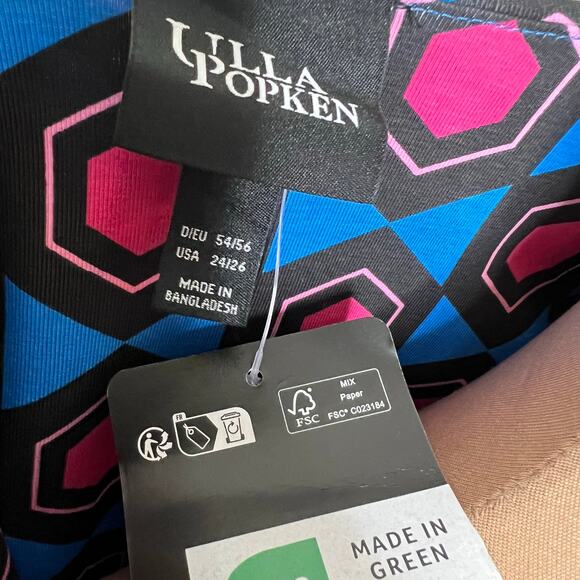 ULLA
POPKEN
D/EU 54/56
USA 24/26
MADE IN
BANGLADESH
FR
FSC
MIX
Paper
FSC® C023184
MADE IN
GREEN